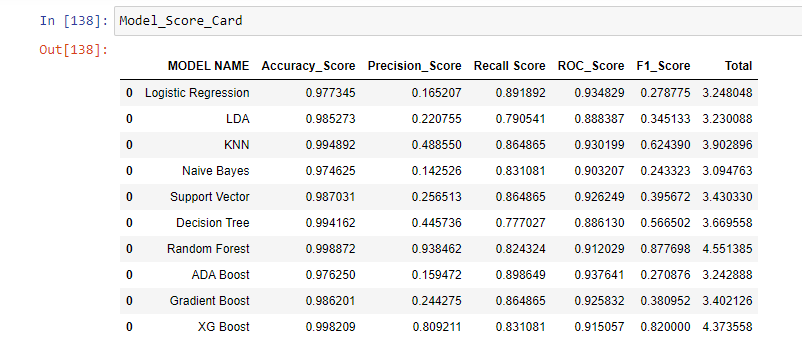 In [138]: Model_Score_Card
Out[138]:
MODEL NAME Accuracy_Score Precision_Score Recall Score ROC_Score F1_Score Total
0 Logistic Regression 0.977345 0.165207 0.891892 0.934829 0.278775 3.248048
0 LDA 0.985273 0.220755 0.790541 0.888387 0.345133 3.230088
0 KNN 0.994892 0.488550 0.864865 0.930199 0.624390 3.902896
0 Naive Bayes 0.974625 0.142526 0.831081 0.903207 0.243323 3.094763
0 Support Vector 0.987031 0.256513 0.864865 0.926249 0.395672 3.430330
0 Decision Tree 0.994162 0.445736 0.777027 0.886130 0.566502 3.669558
0 Random Forest 0.998872 0.938462 0.824324 0.912029 0.877698 4.551385
0 ADA Boost 0.976250 0.159472 0.898649 0.937641 0.270876 3.242888
0 Gradient Boost 0.986201 0.244275 0.864865 0.925832 0.380952 3.402126
0 XG Boost 0.998209 0.809211 0.831081 0.915057 0.820000 4.373558